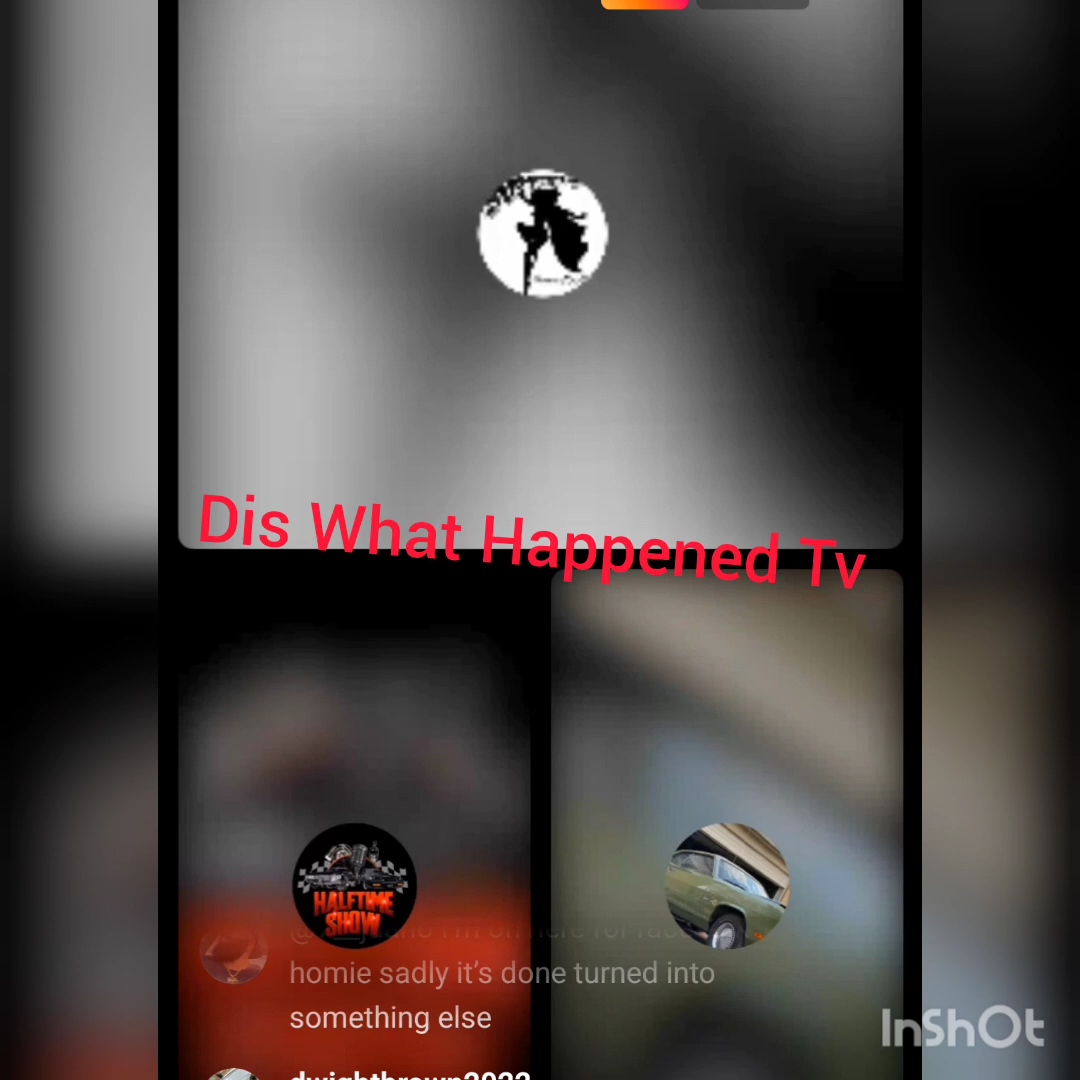 Dis What Happened Tv
HALFTIME
SHOW
homie sadly it's done turned into
something else
InShOt